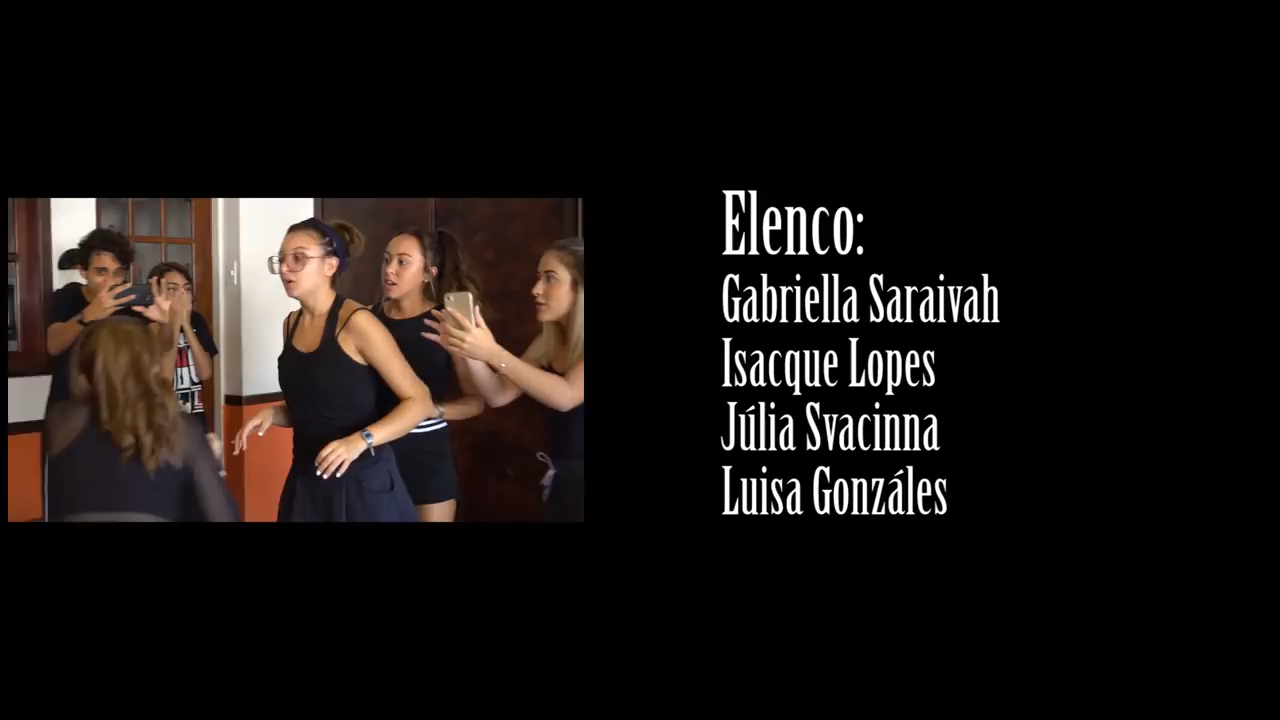 Elenco:
Gabriella Saraivah
Isacque Lopes
Júlia Svacinna
Luisa Gonzáles